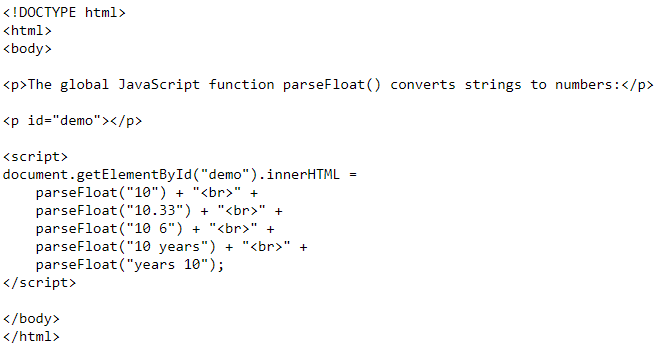 <!DOCTYPE html>
<html>
<body>

<p>The global JavaScript function parseFloat() converts strings to numbers:</p>

<p id="demo"></p>

<script>
document.getElementById("demo").innerHTML =
    parseFloat("10") + "<br>" +
    parseFloat("10.33") + "<br>" +
    parseFloat("10 6") + "<br>" +
    parseFloat("10 years") + "<br>" +
    parseFloat("years 10");
</script>

</body>
</html>